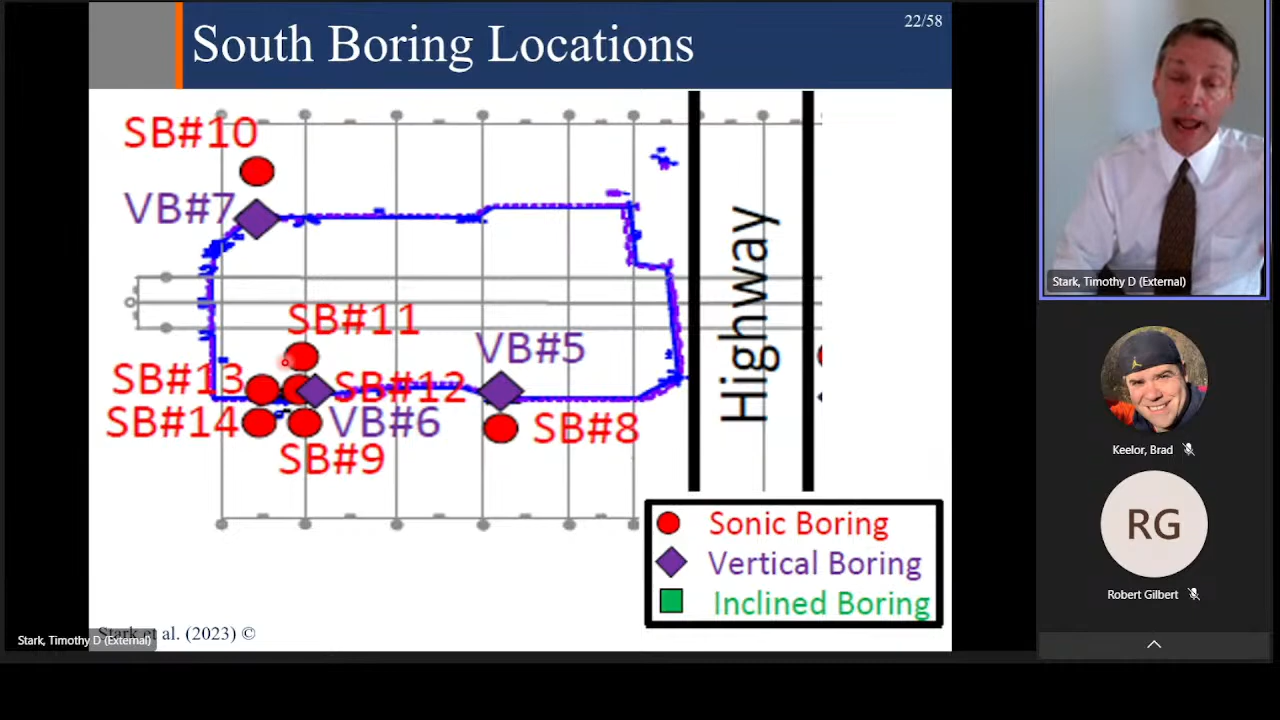 22/58
South Boring Locations
SB#10
VB#7
SB#11
VB#5
SB#13
SB#12
SB#14
VB#6
SB#8
SB#9
Highway
Sonic Boring
Vertical Boring
Inclined Boring
Stark et al. (2023) ©
Stark, Timothy D (External)
Stark, Timothy D (External)
Keelor, Brad
RG
Robert Gilbert